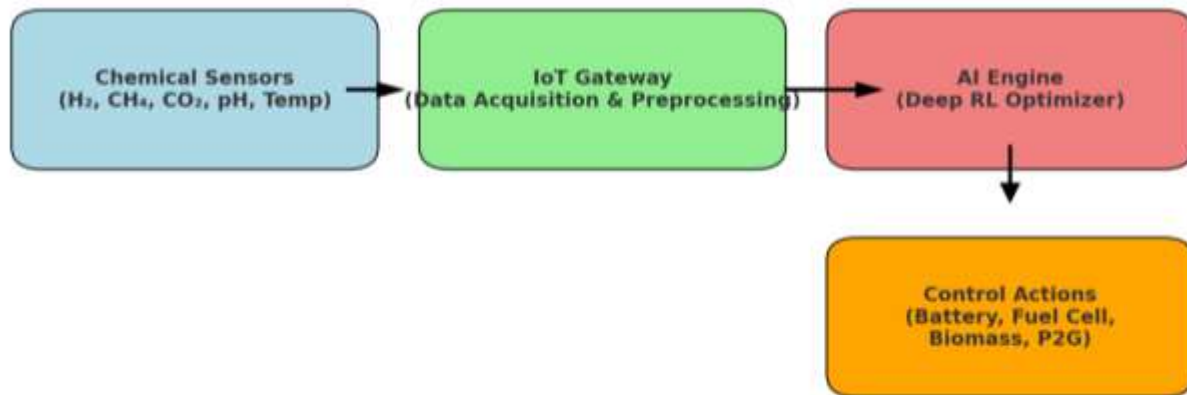 Chemical Sensors
(H₂, CH₄, CO₂, pH, Temp)
IoT Gateway
(Data Acquisition & Preprocessing)
AI Engine
(Deep RL Optimizer)
Control Actions
(Battery, Fuel Cell,
Biomass, P2G)